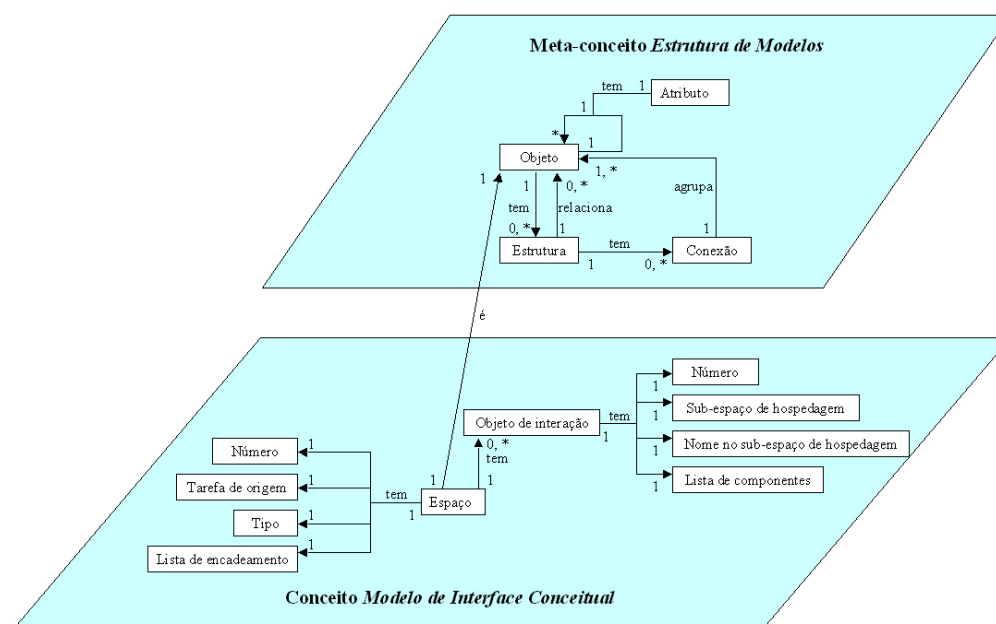 Meta-conceito Estrutura de Modelos
tem 1 Atributo
1
* 1
Objeto
1 1 0, * 1, *
tem relaciona agrupa
0, * 1 1
Estrutura tem Conexão
1 0, *
é
Número
1
Objeto de interação tem Sub-espaço de hospedagem
1 1
0, * Nome no sub-espaço de hospedagem
tem 1
Número 1
Lista de componentes
1
Tarefa de origem 1
1 1
tem Espaço
1
Tipo 1
Lista de encadeamento 1
Conceito Modelo de Interface Conceitual